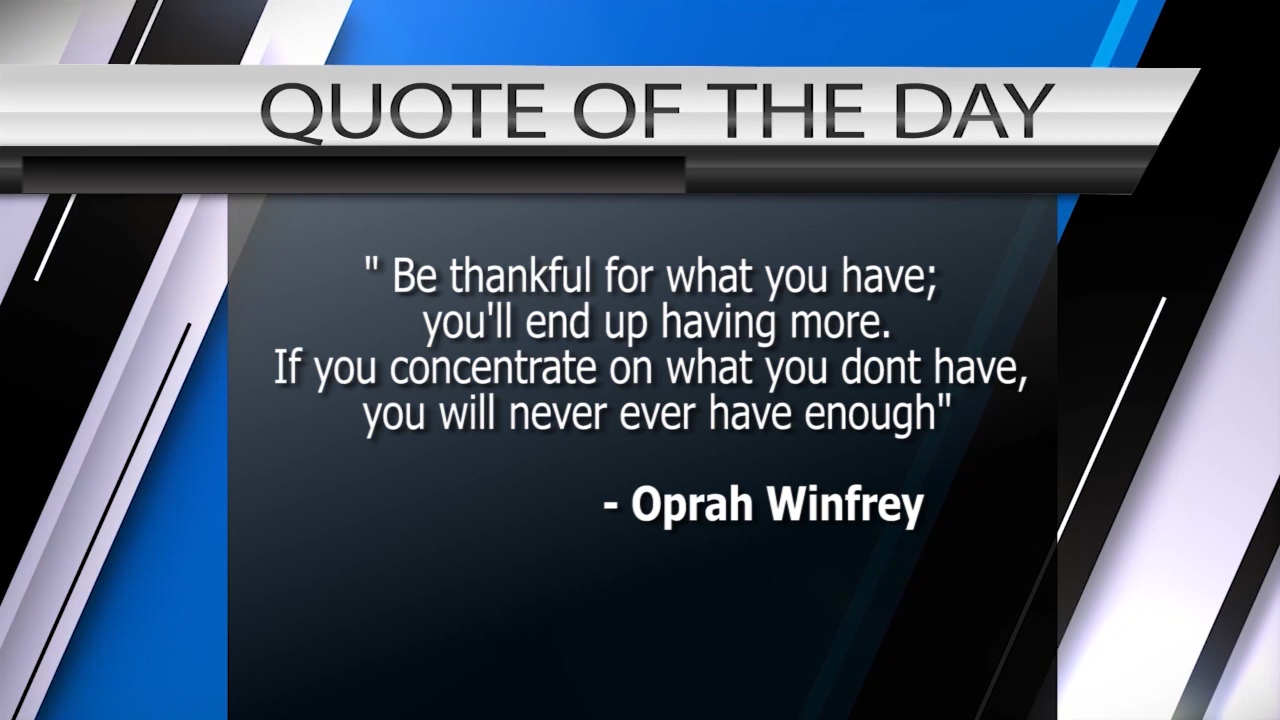 QUOTE OF THE DAY
" Be thankful for what you have;
you'll end up having more.
If you concentrate on what you dont have,
you will never ever have enough"
- Oprah Winfrey